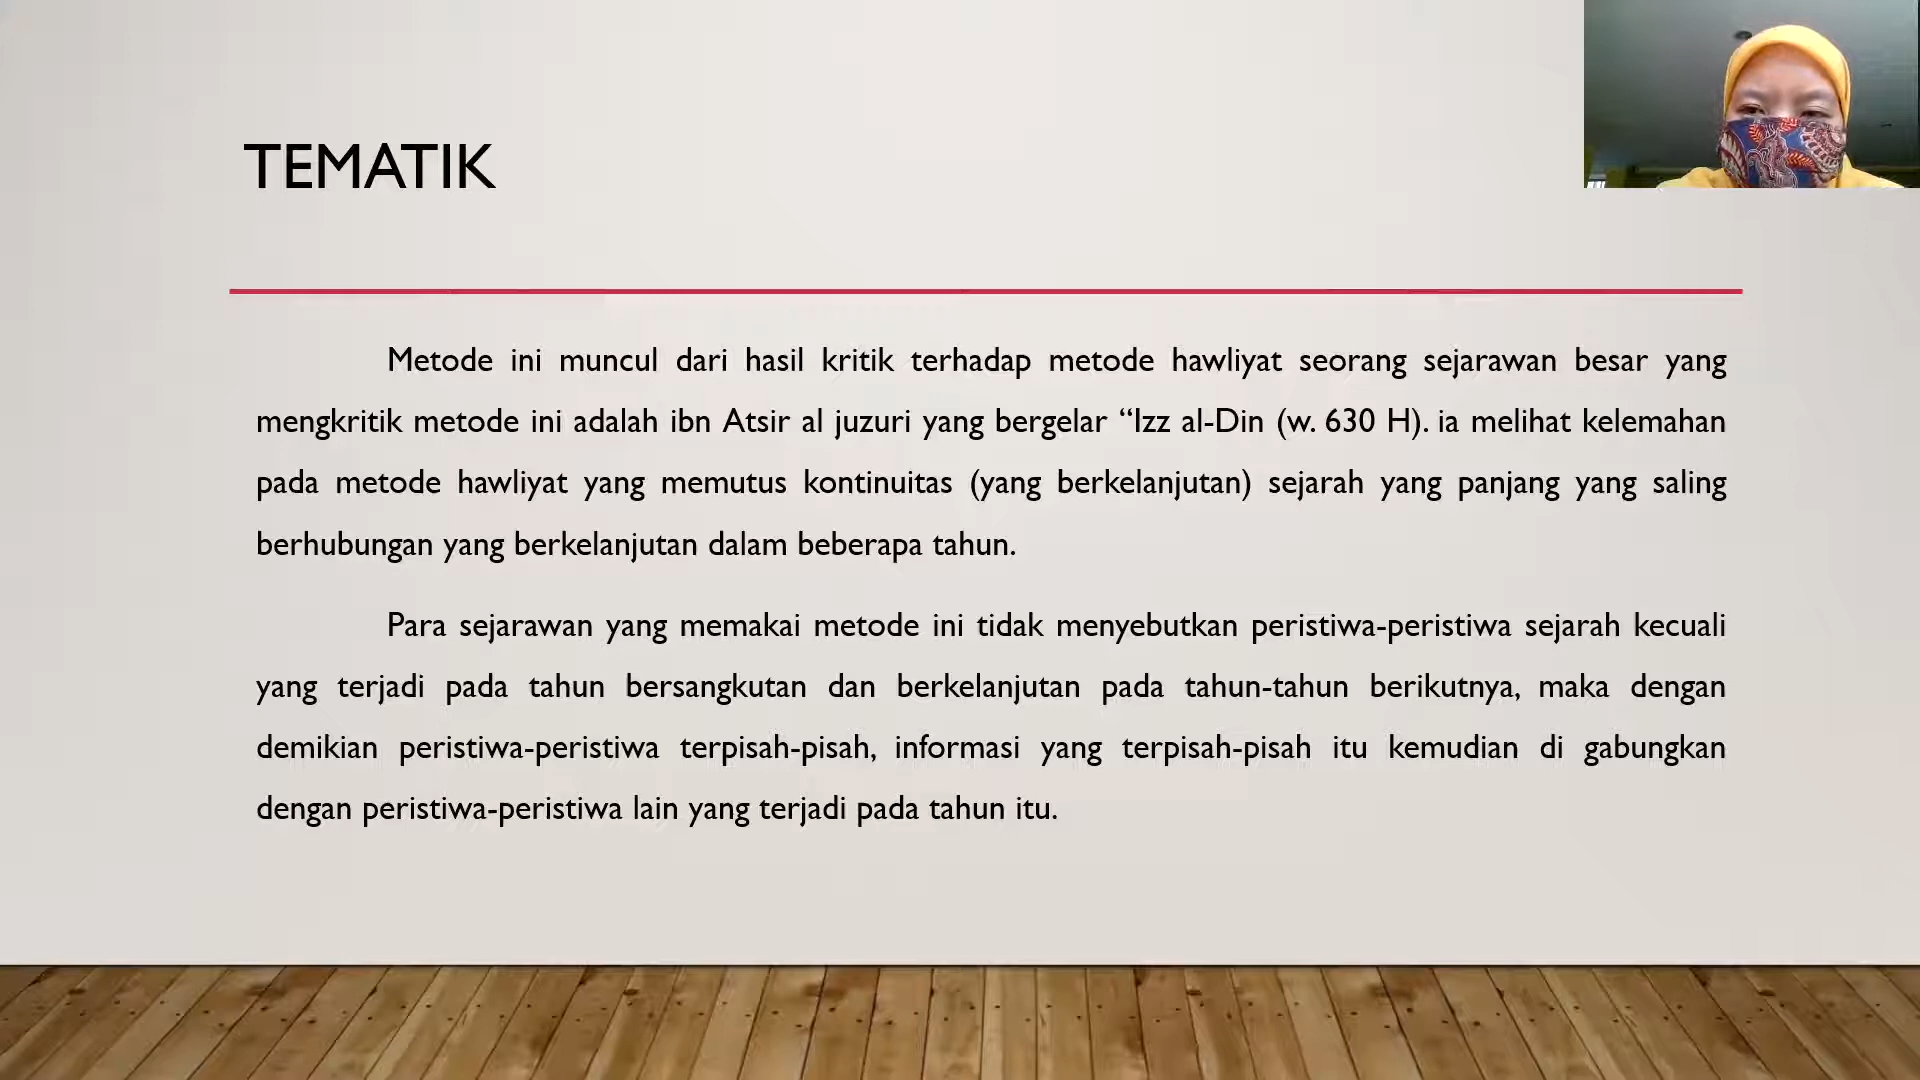 TEMATIK
Metode ini muncul dari hasil kritik terhadap metode hawliyat seorang sejarawan besar yang
mengkritik metode ini adalah ibn Atsir al juzuri yang bergelar “Izz al-Din (w. 630 H). ia melihat kelemahan
pada metode hawliyat yang memutus kontinuitas (yang berkelanjutan) sejarah yang panjang yang saling
berhubungan yang berkelanjutan dalam beberapa tahun.
Para sejarawan yang memakai metode ini tidak menyebutkan peristiwa-peristiwa sejarah kecuali
yang terjadi pada tahun bersangkutan dan berkelanjutan pada tahun-tahun berikutnya, maka dengan
demikian peristiwa-peristiwa terpisah-pisah, informasi yang terpisah-pisah itu kemudian di gabungkan
dengan peristiwa-peristiwa lain yang terjadi pada tahun itu.